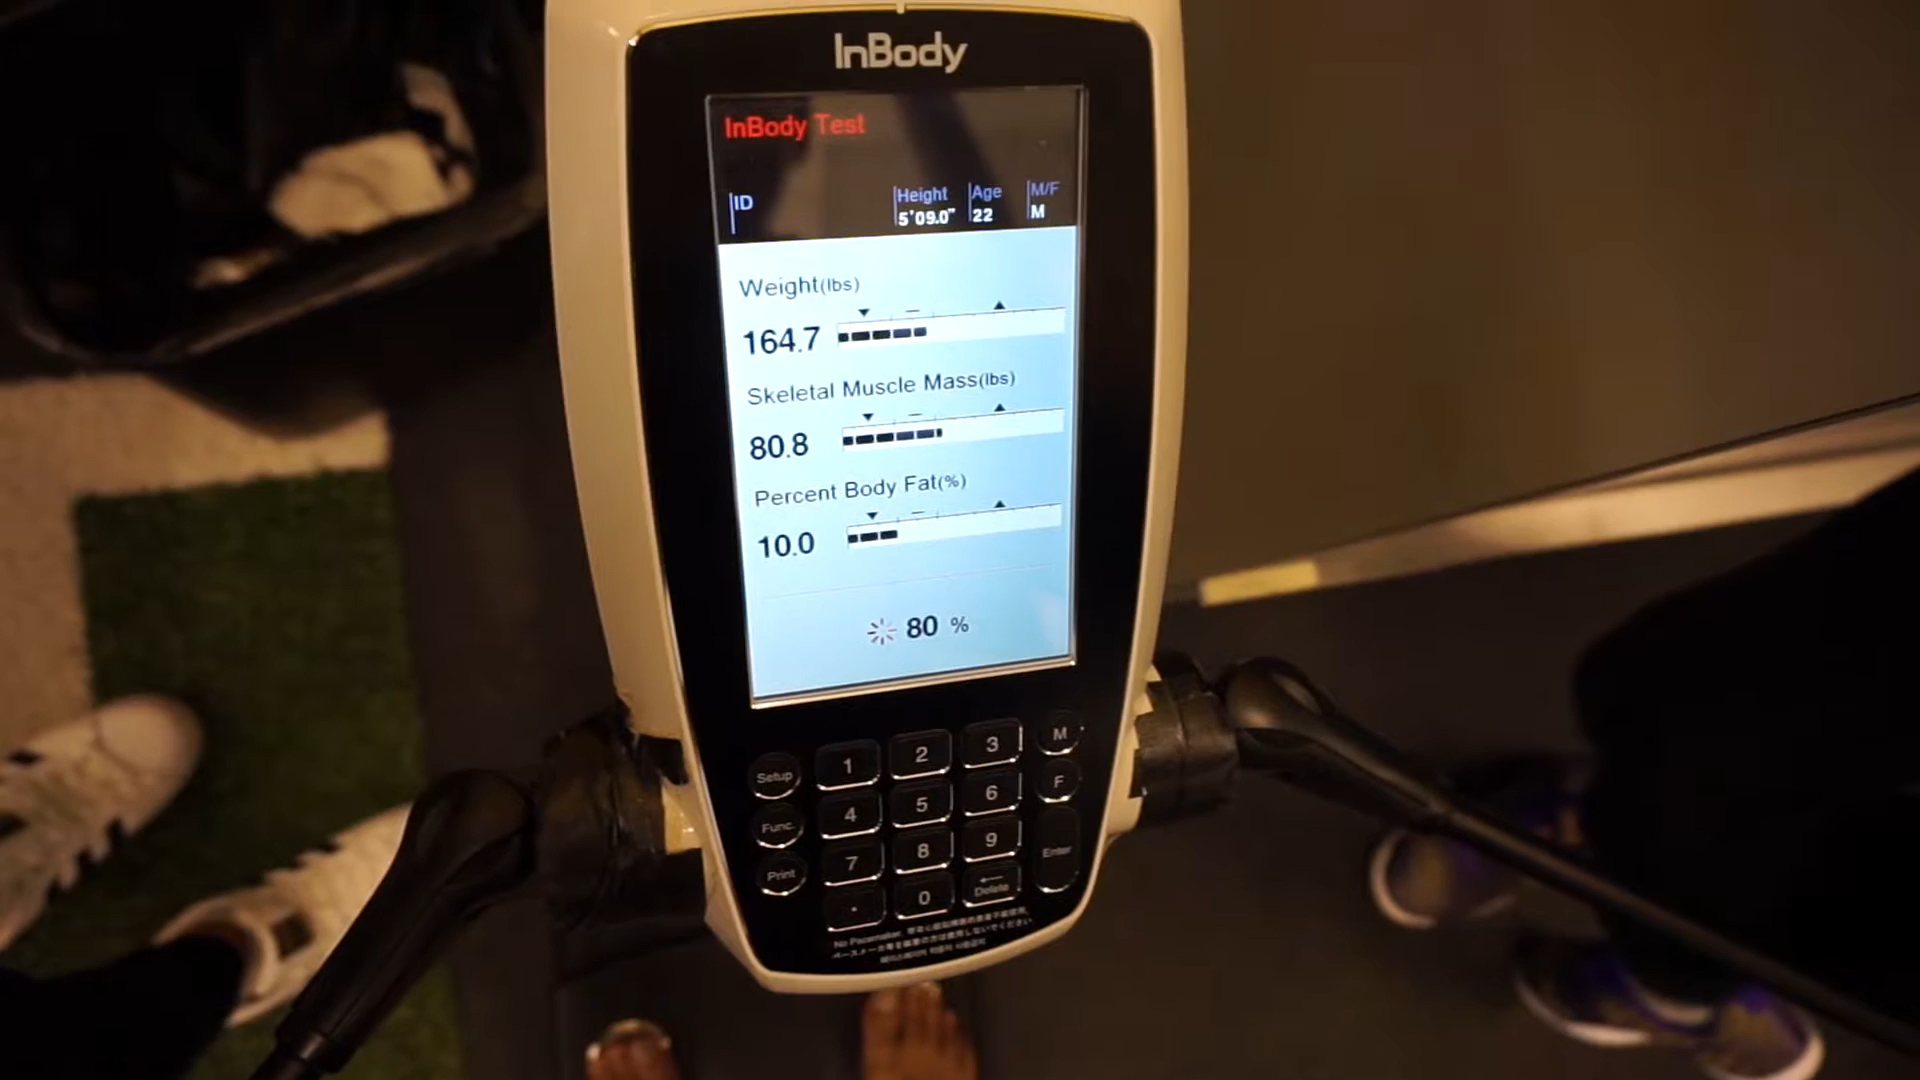 InBody
InBody Test
ID
Height Age M/F
5'09.0" 22 M
Weight(lbs)
164.7
Skeletal Muscle Mass(lbs)
80.8
Percent Body Fat(%)
10.0
80 %
Setup 1 2 3 M
Func. 4 5 6 F
Print 7 8 9 Enter
. 0 Delete
No Pacemaker.